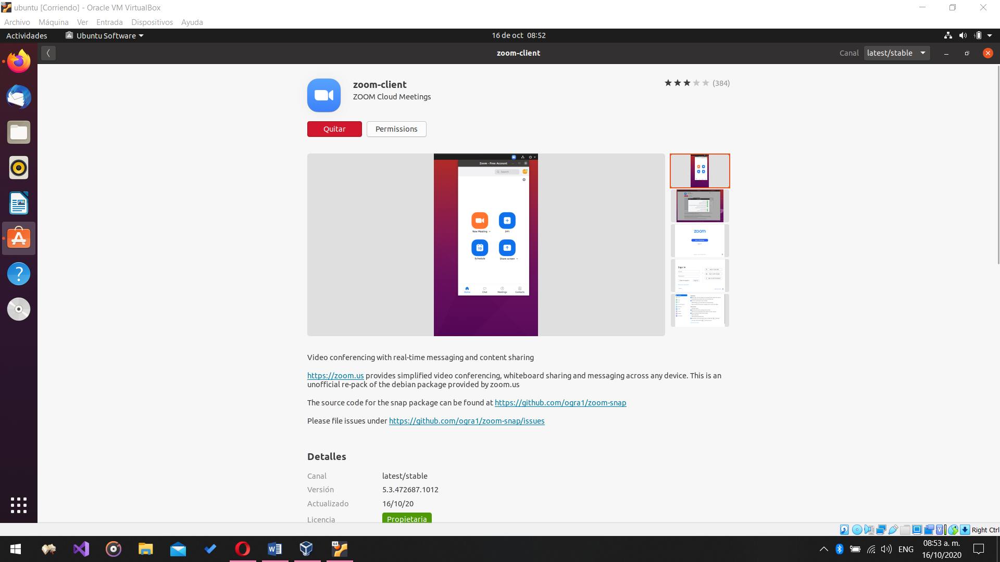 ubuntu [Corriendo] - Oracle VM VirtualBox
Archivo Máquina Ver Entrada Dispositivos Ayuda
Actividades Ubuntu Software 16 de oct 08:52
zoom-client Canal latest/stable
zoom-client
ZOOM Cloud Meetings
(384)
Quitar Permissions
Zoom - Free Account
Search
New Meeting Join
19
Schedule Share screen
Home Chat Meetings Contacts
zoom
Sign In
Video conferencing with real-time messaging and content sharing
https://zoom.us provides simplified video conferencing, whiteboard sharing and messaging across any device. This is an
unofficial re-pack of the debian package provided by zoom.us
The source code for the snap package can be found at https://github.com/ogra1/zoom-snap
Please file issues under https://github.com/ogra1/zoom-snap/issues
Detalles
Canal latest/stable
Versión 5.3.472687.1012
Actualizado 16/10/20
Licencia Propietaria
Right Ctrl
64
ENG
08:53 a. m.
16/10/2020